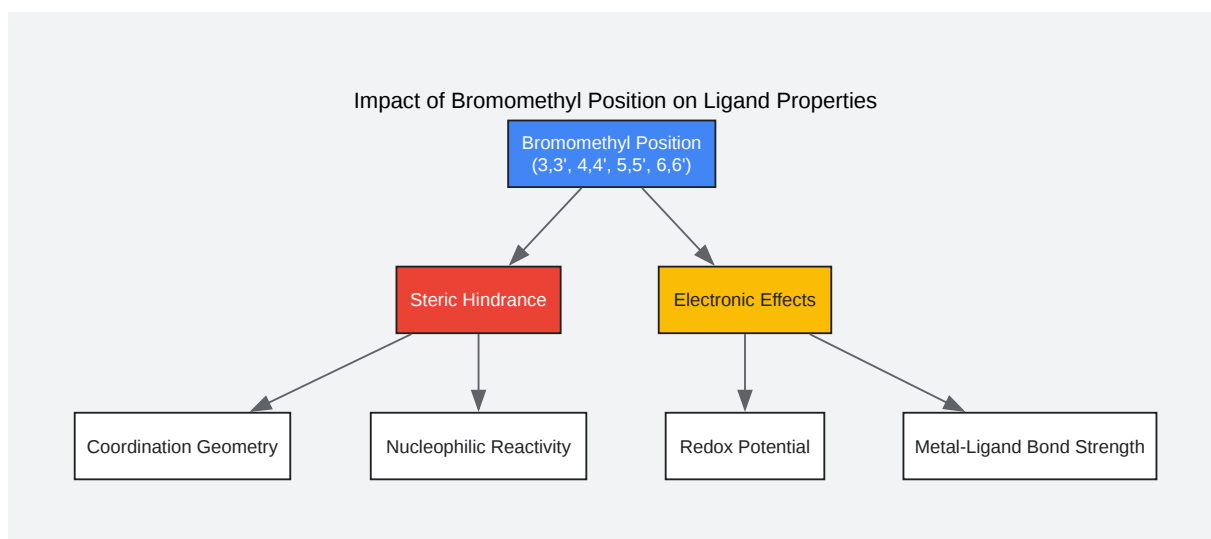 Impact of Bromomethyl Position on Ligand Properties
Bromomethyl Position
(3,3', 4,4', 5,5', 6,6')
Steric Hindrance
Electronic Effects
Coordination Geometry
Nucleophilic Reactivity
Redox Potential
Metal-Ligand Bond Strength